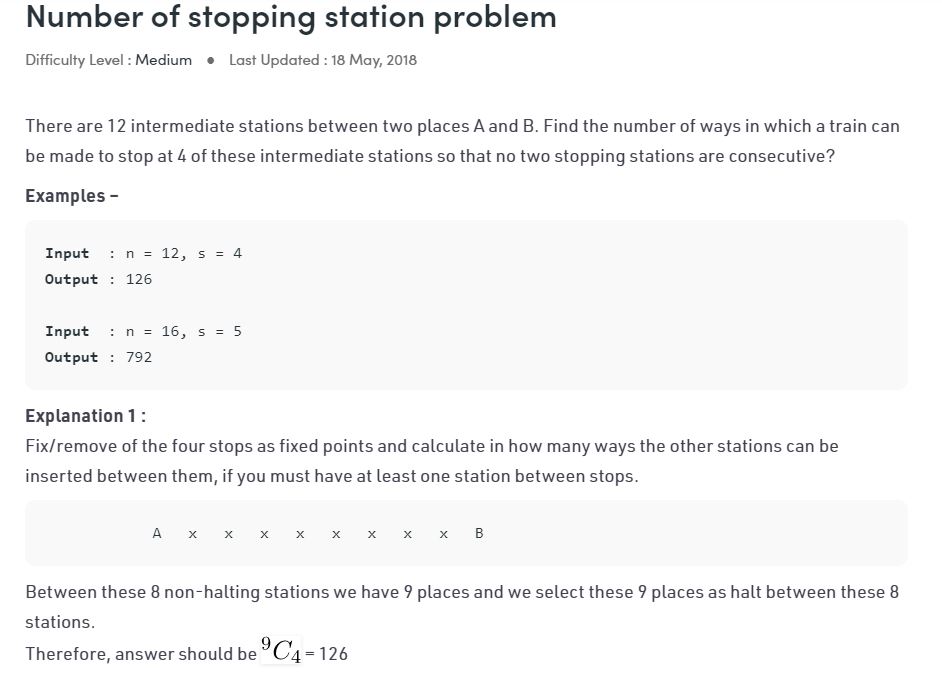 Number of stopping station problem
Difficulty Level : Medium ● Last Updated : 18 May, 2018
There are 12 intermediate stations between two places A and B. Find the number of ways in which a train can
be made to stop at 4 of these intermediate stations so that no two stopping stations are consecutive?
Examples –
Input : n = 12, s = 4
Output : 126
Input : n = 16, s = 5
Output : 792
Explanation 1 :
Fix/remove of the four stops as fixed points and calculate in how many ways the other stations can be
inserted between them, if you must have at least one station between stops.
A x x x x x x x x B
Between these 8 non-halting stations we have 9 places and we select these 9 places as halt between these 8
stations.
Therefore, answer should be ⁹C₄ = 126